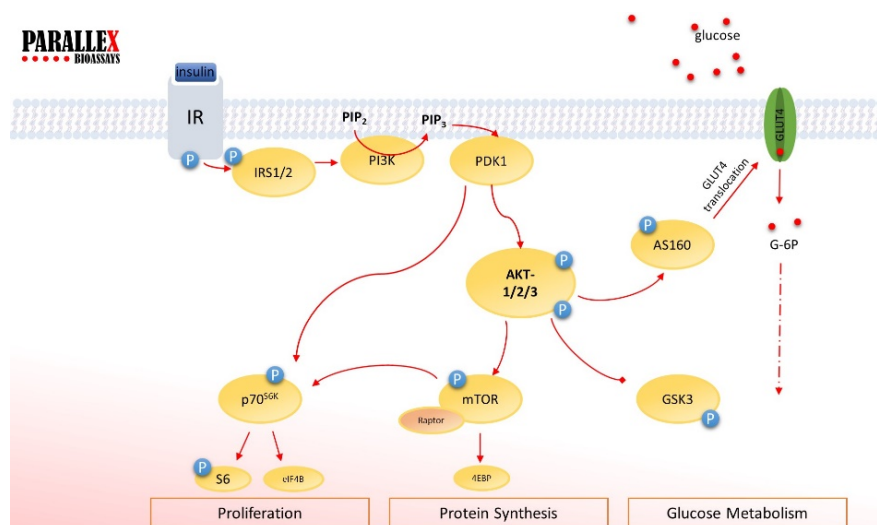 PARALLEX
BIOASSAYS
glucose
insulin
IR
PIP₂
PIP₃
GLUT4
P
P
IRS1/2
PI3K
PDK1
GLUT4
translocation
P
AS160
G-6P
AKT-
1/2/3
P
P
P
p70S6K
P
mTOR
Raptor
GSK3
P
P
S6
eIF4B
4EBP
Proliferation
Protein Synthesis
Glucose Metabolism